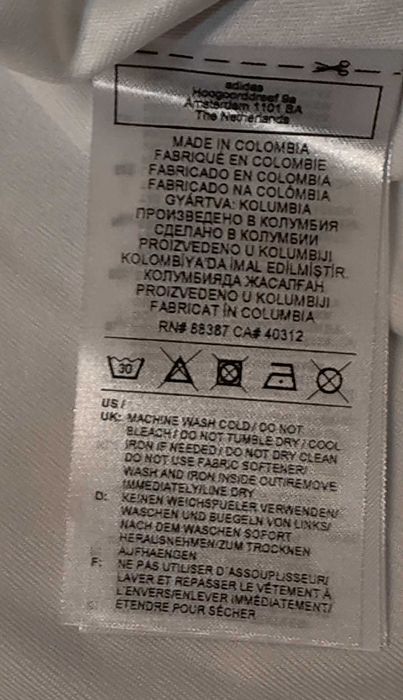 adidas
Hoogoorddreef 9a
Amsterdam 1101 BA
The Netherlands
MADE IN COLOMBIA
FABRIQUÉ EN COLOMBIE
FABRICADO EN COLOMBIA
FABRICADO NA COLÔMBIA
GYÁRTVA: KOLUMBIA
ПРОИЗВЕДЕНО В КОЛУМБИЯ
СДЕЛАНО В КОЛУМБИИ
PROIZVEDENO U KOLUMBIJI
KOLOMBİYA'DA İMAL EDİLMİŞTİR.
КОЛУМБИЯДА ЖАСАЛҒАН
PROIZVEDENO U KOLUMBIJI
FABRICAT ÎN COLUMBIA
RN# 88387 CA# 40312
30
US /
UK: MACHINE WASH COLD / DO NOT
BLEACH / DO NOT TUMBLE DRY / COOL
IRON IF NEEDED / DO NOT DRY CLEAN
DO NOT USE FABRIC SOFTENER/
WASH AND IRON INSIDE OUT/REMOVE
IMMEDIATELY/LINE DRY
D: KEINEN WEICHSPUELER VERWENDEN/
WASCHEN UND BUEGELN VON LINKS/
NACH DEM WASCHEN SOFORT
HERAUSNEHMEN/ZUM TROCKNEN
AUFHAENGEN
F: NE PAS UTILISER D'ASSOUPLISSEUR/
LAVER ET REPASSER LE VÊTEMENT À
L'ENVERS/ENLEVER IMMÉDIATEMENT/
ÉTENDRE POUR SÉCHER